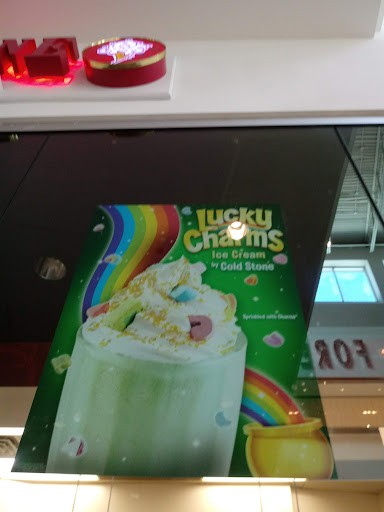 Lucky
Charms
Ice Cream
by Cold Stone
Sprinkled with Charms!
FOR